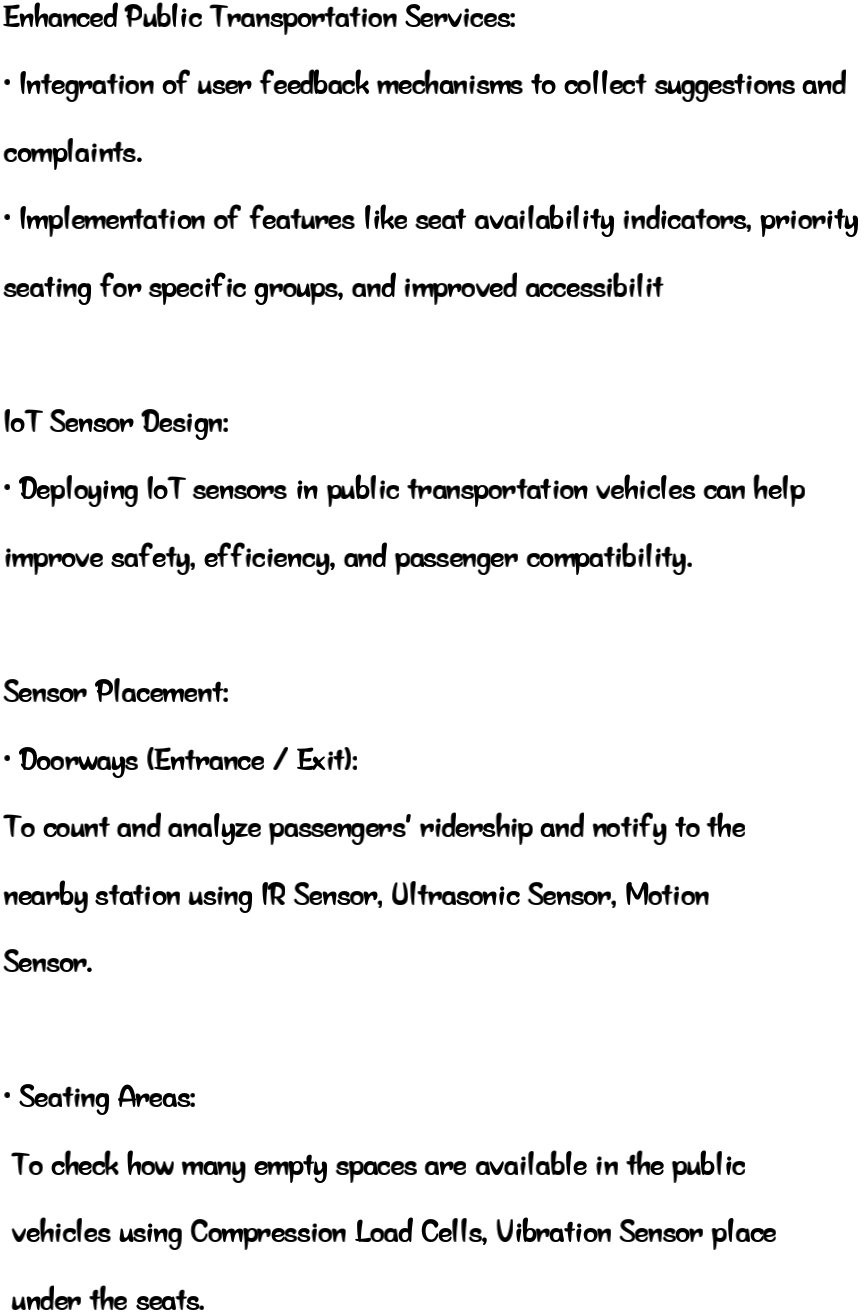 Enhanced Public Transportation Services:
• Integration of user feedback mechanisms to collect suggestions and
complaints.
• Implementation of features like seat availability indicators, priority
seating for specific groups, and improved accessibilit
IoT Sensor Design:
• Deploying IoT sensors in public transportation vehicles can help
improve safety, efficiency, and passenger compatibility.
Sensor Placement:
• Doorways (Entrance / Exit):
To count and analyze passengers' ridership and notify to the
nearby station using IR Sensor, Ultrasonic Sensor, Motion
Sensor.
• Seating Areas:
To check how many empty spaces are available in the public
vehicles using Compression Load Cells, Vibration Sensor place
under the seats.